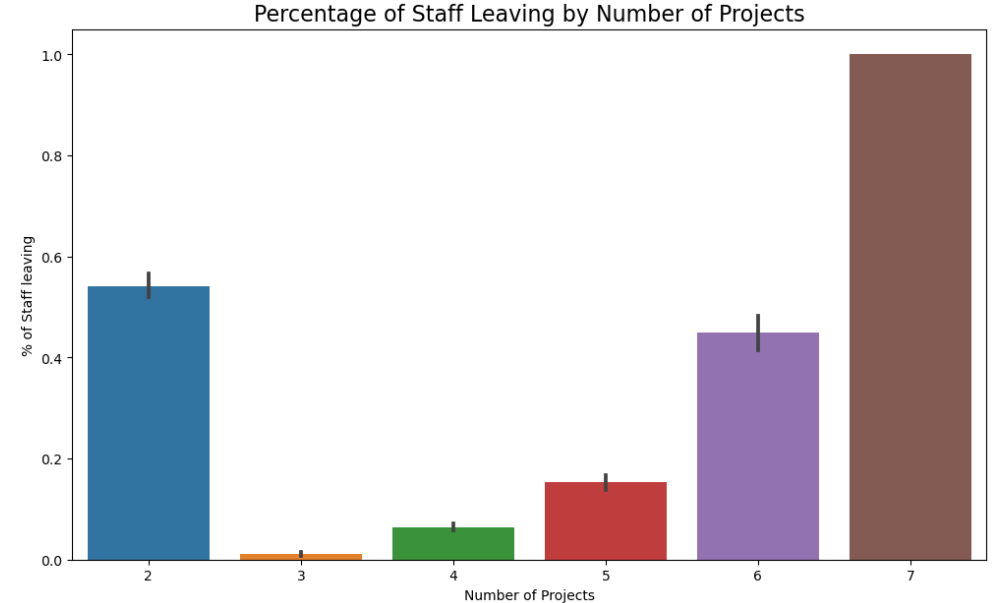 Percentage of Staff Leaving by Number of Projects
1.0
0.8
0.6
0.4
0.2
0.0
% of Staff leaving
2 3 4 5 6 7
Number of Projects